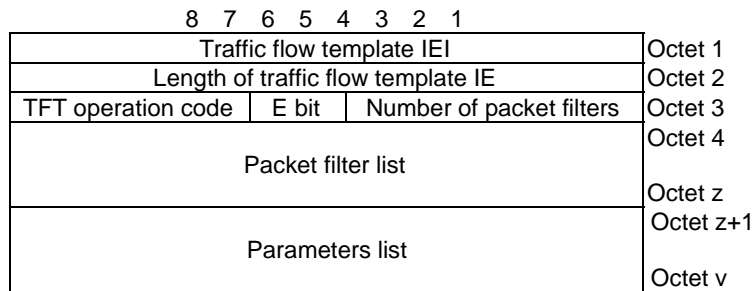 8 7 6 5 4 3 2 1
Traffic flow template IEI Octet 1
Length of traffic flow template IE Octet 2
TFT operation code E bit Number of packet filters Octet 3
Octet 4
Packet filter list
Octet z
Octet z+1
Parameters list
Octet v